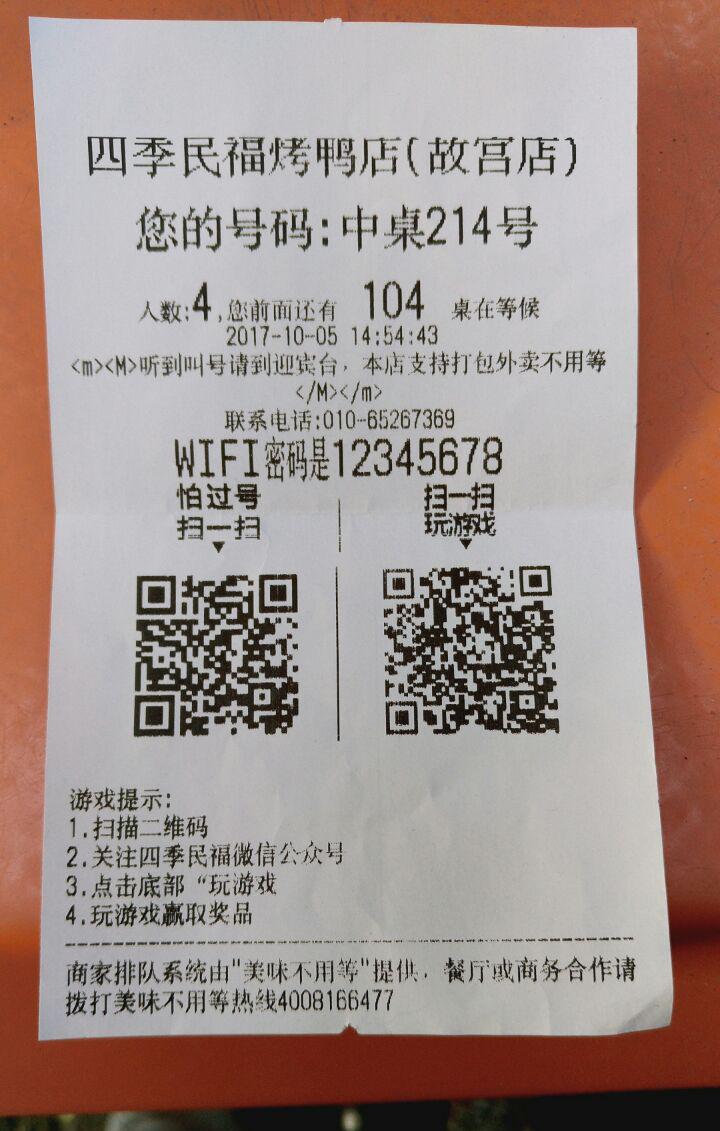 四季民福烤鸭店(故宫店)
您的号码:中桌214号
人数:4,您前面还有 104 桌在等候
2017-10-05 14:54:43
<m><M>听到叫号请到迎宾台，本店支持打包外卖不用等
</M></m>
联系电话:010-65267369
WIFI密码是12345678
怕过号
扫一扫
扫一扫
玩游戏
游戏提示:
1.扫描二维码
2.关注四季民福微信公众号
3.点击底部“玩游戏
4.玩游戏赢取奖品
商家排队系统由"美味不用等"提供，餐厅或商务合作请
拨打美味不用等热线4008166477